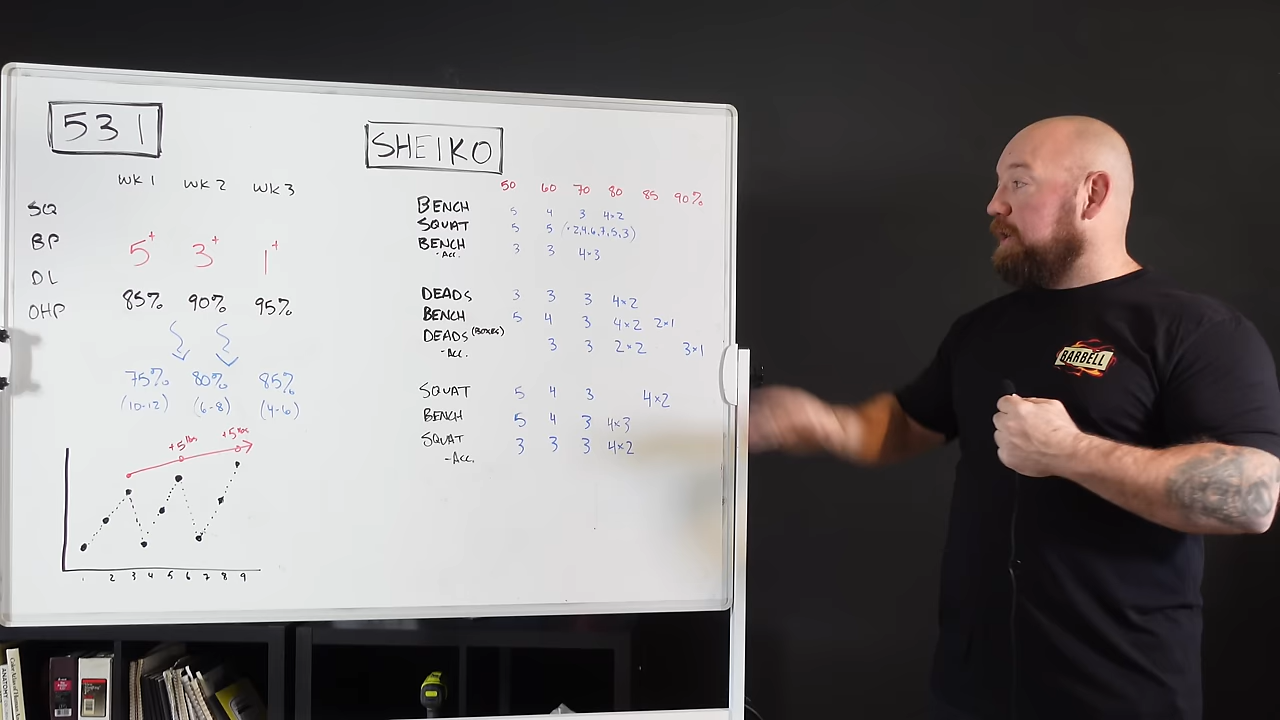 531
WK 1 WK 2 WK 3
SQ
BP
DL
OHP
5+ 3+ 1+
85% 90% 95%
75% 80% 85%
(10-12) (6-8) (4-6)
+5 lbs +5 lbs
1 2 3 4 5 6 7 8 9
SHEIKO
50 60 70 80 85 90%
BENCH 5 4 3 4×2
SQUAT 5 5 (·2,4,6,7,5,3)
BENCH 3 3 4×3
-ACC.
DEADS 3 3 3 4×2
BENCH 5 4 3 4×2 2×1
DEADS (BOXES) 3 3 2×2 3×1
-ACC.
SQUAT 5 4 3 4×2
BENCH 5 4 3 4×3
SQUAT 3 3 3 4×2
-ACC.
BARBELL
ANATOMY